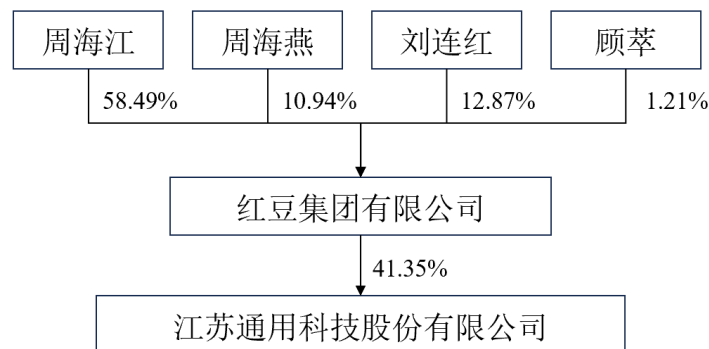 周海江 周海燕 刘连红 顾萃
58.49% 10.94% 12.87% 1.21%
红豆集团有限公司
41.35%
江苏通用科技股份有限公司